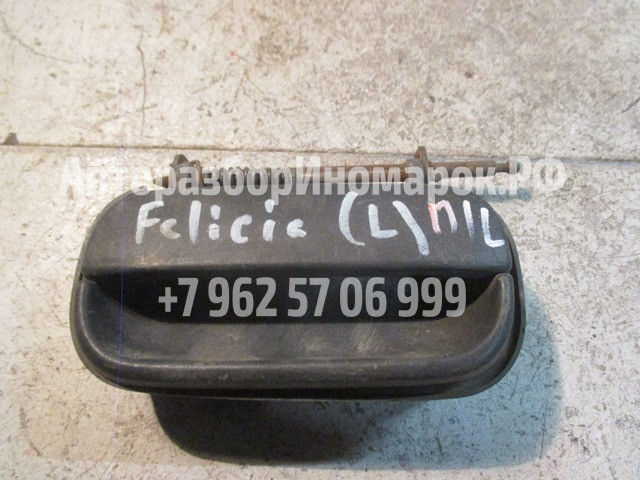 АвторазборИномарок.РФ
Felicia (L) п/L
+7 962 57 06 999